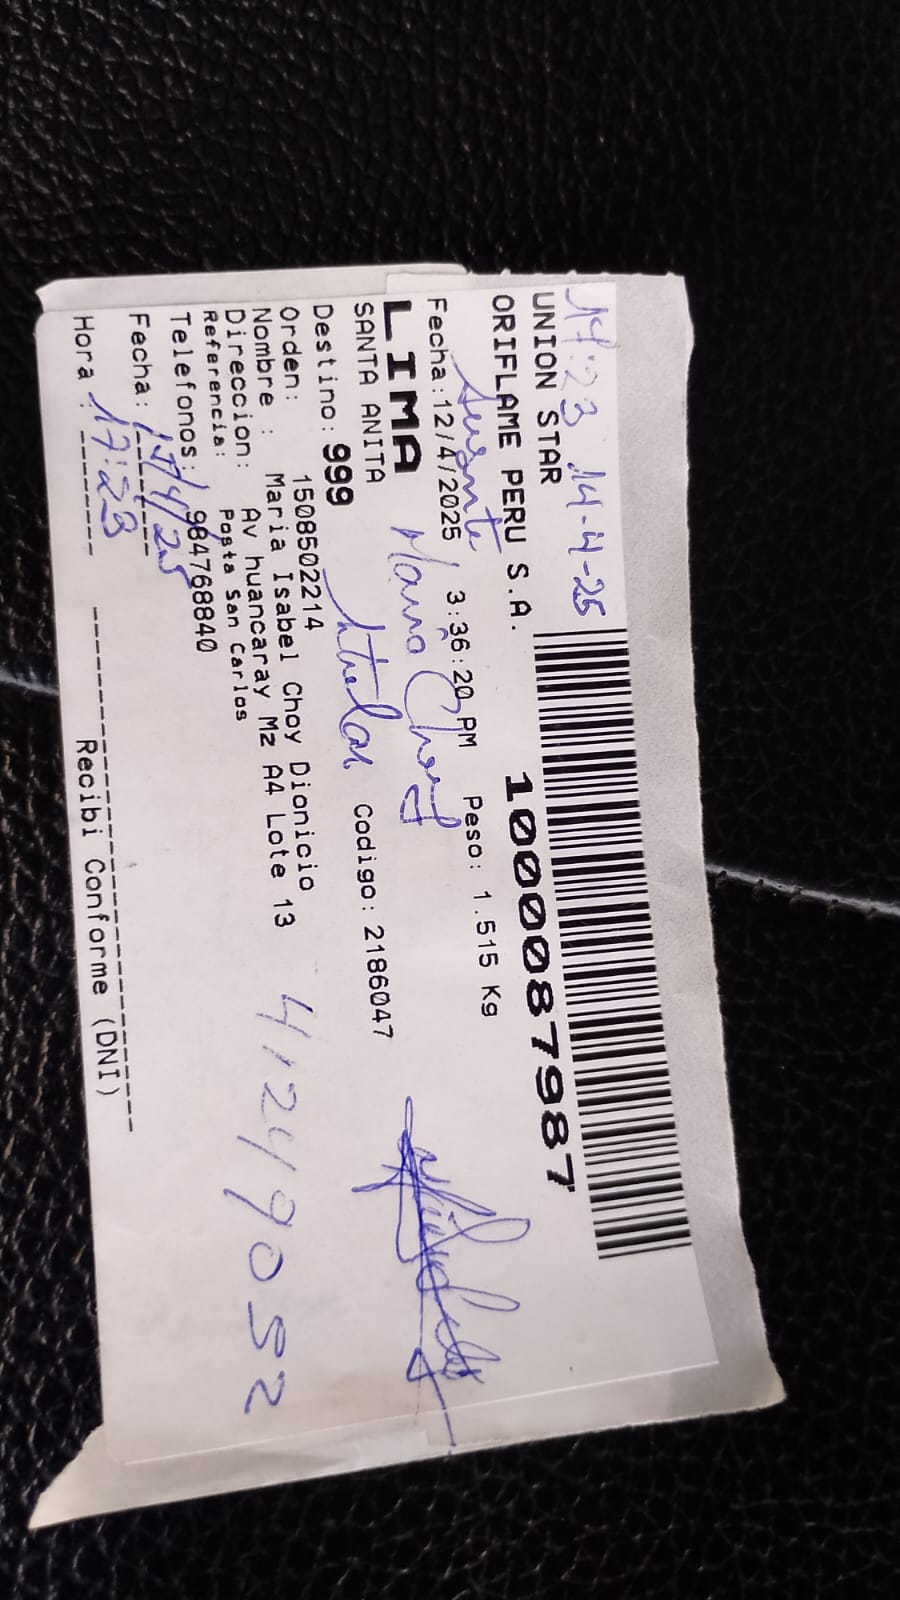 14:23 14-4-25
UNION STAR
1000087987
ORIFLAME PERU S.A.
Fecha:12/4/2025 3:36:20 PM Peso: 1.515 Kg
LIMA
SANTA ANITA Codigo:2186047
Destino: 999
Orden: 1508502214
Nombre : Maria Isabel Choy Dionicio
Direccion: Av huancaray Mz A4 Lote 13
Referencia: Posta San Carlos
Telefonos: 984768840
41249052
Fecha: 14/4/25
Hora : 17:23
Recibi Conforme (DNI)